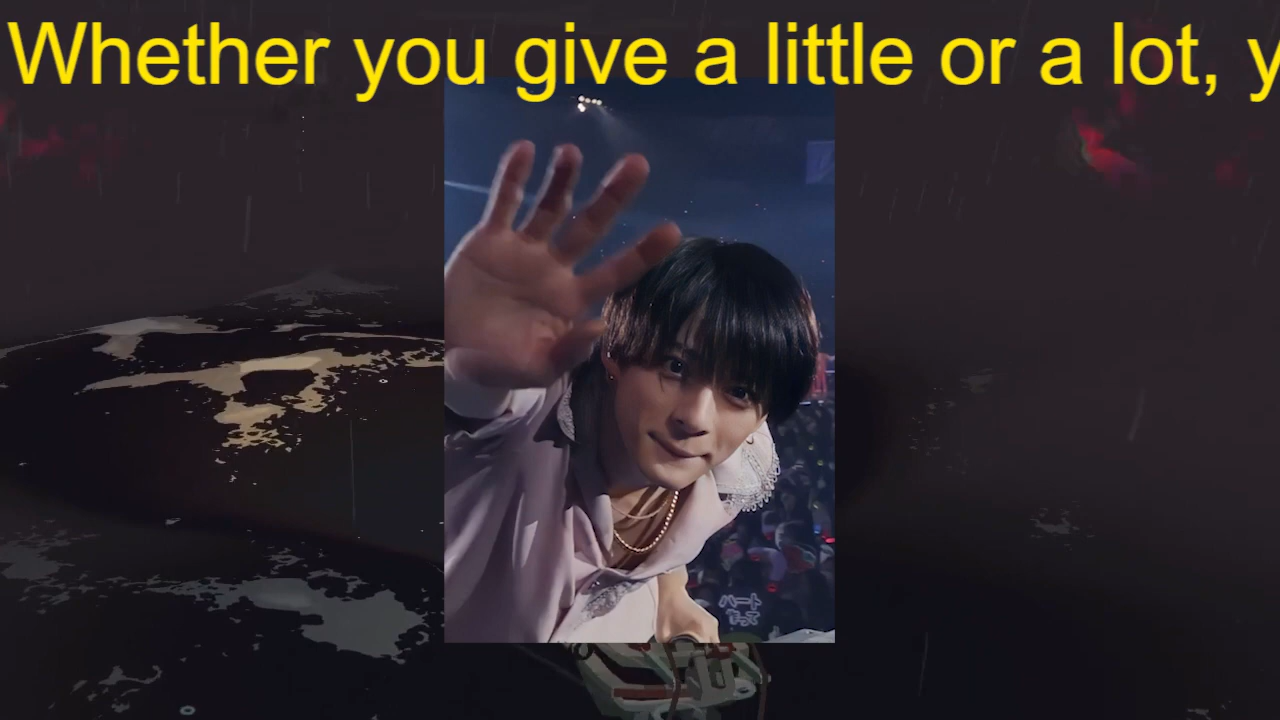 Whether you give a little or a lot, y
ハート